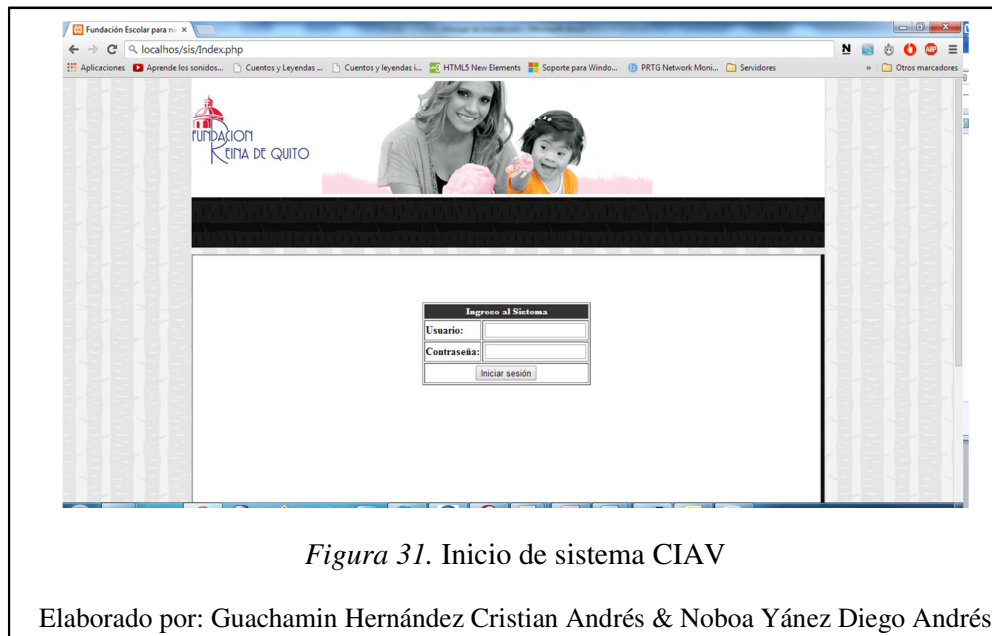 Fundación Escolar para ni
localhos/sis/Index.php
Aplicaciones Aprende los sonidos... Cuentos y Leyendas ... Cuentos y leyendas i... HTML5 New Elements Soporte para Windo... PRTG Network Moni... Servidores » Otros marcadores
FUNDACION
REINA DE QUITO
Ingreso al Sistema
Usuario:
Contraseña:
Iniciar sesión
Figura 31. Inicio de sistema CIAV
Elaborado por: Guachamin Hernández Cristian Andrés & Noboa Yánez Diego Andrés